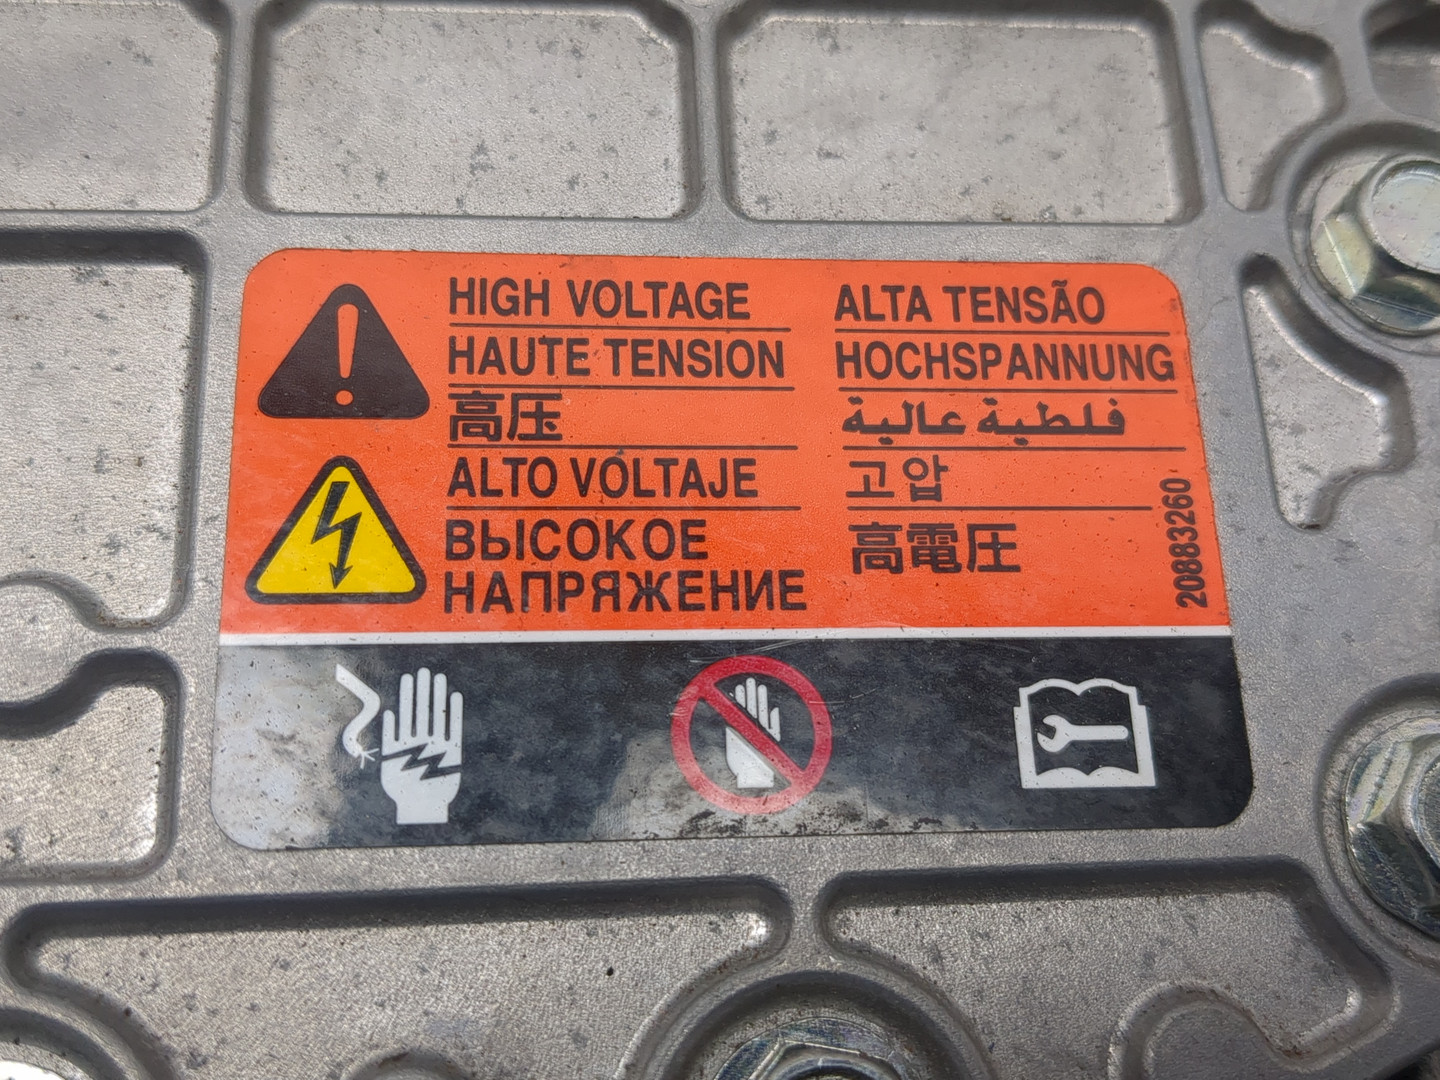 HIGH VOLTAGE
HAUTE TENSION
高压
ALTO VÓLTAJE
ВЫСОКОЕ
НАПРЯЖЕНИЕ
ALTA TENSÃO
HOCHSPANNUNG
فلطية عالية
고압
高電圧
20883260